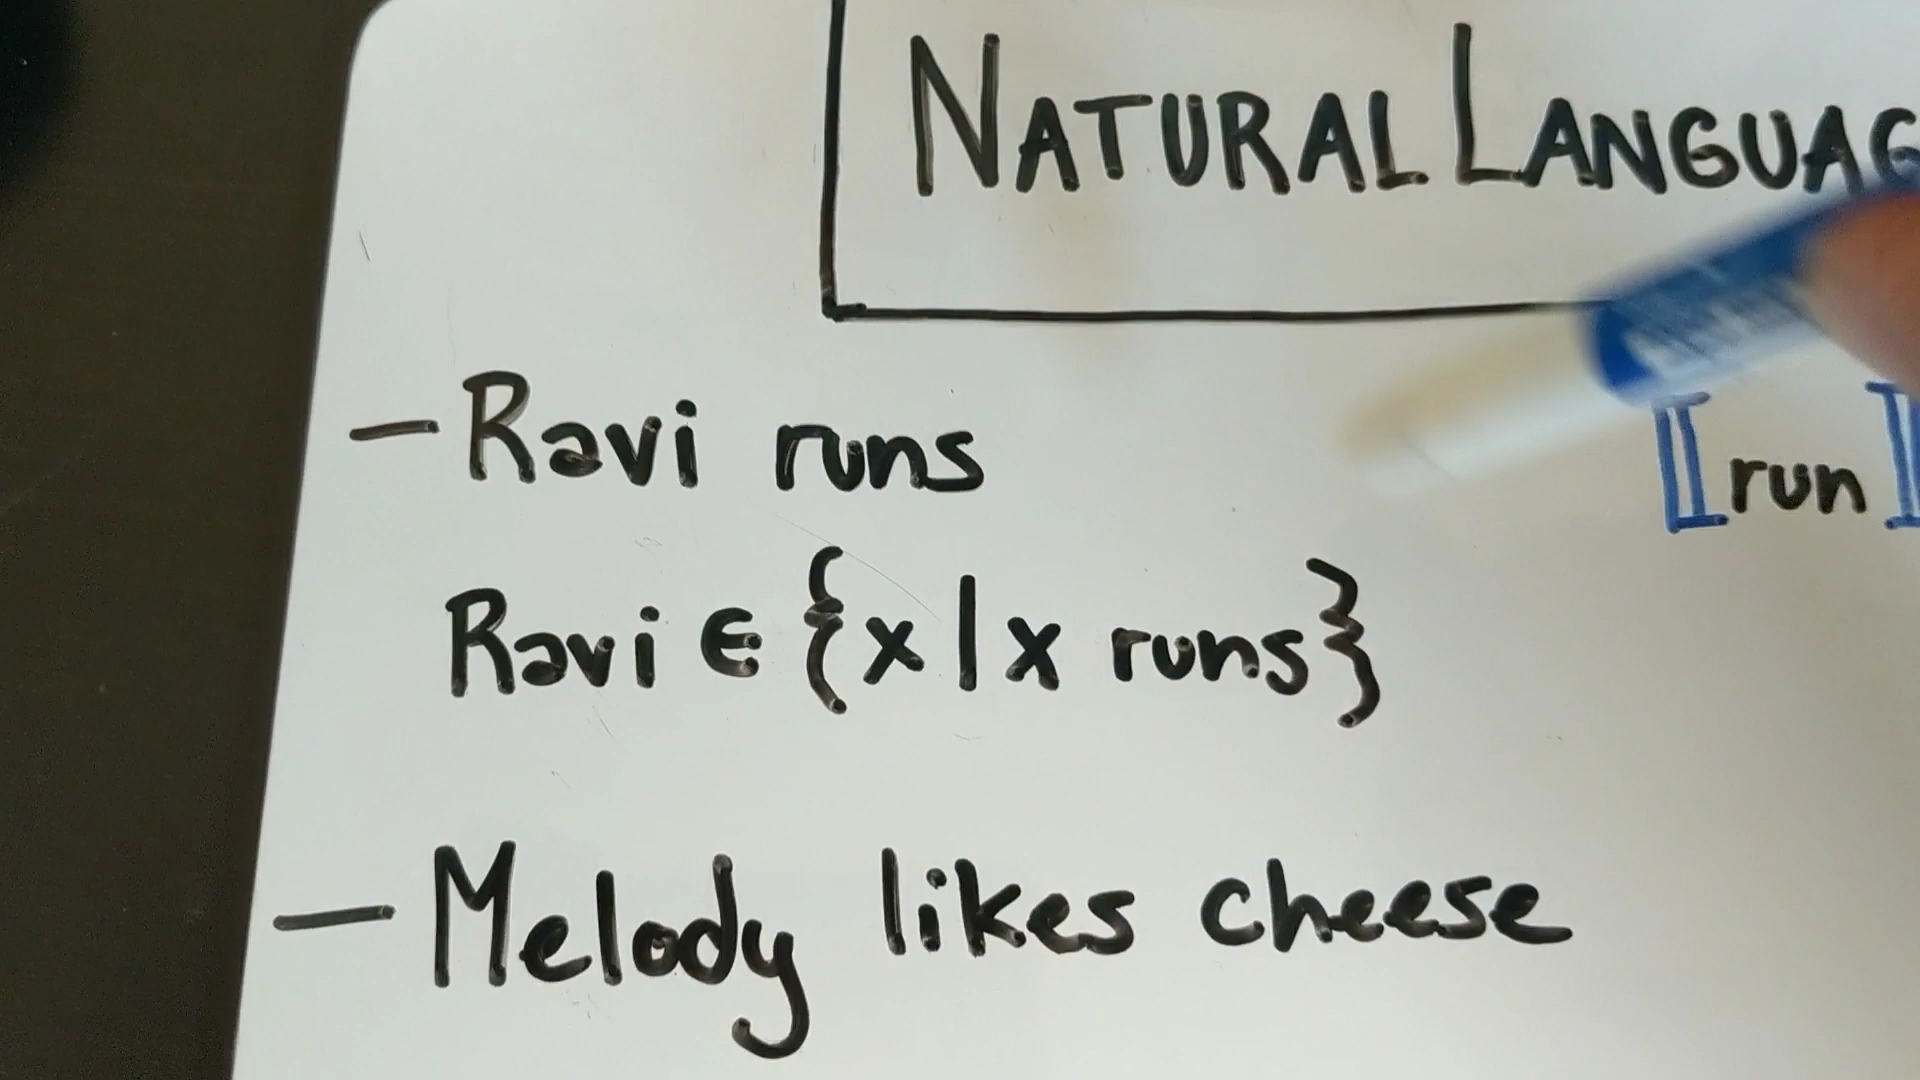 NATURAL LANGUAG
- Ravi runs
⟦run⟧
Ravi ∈ {x | x runs}
- Melody likes cheese